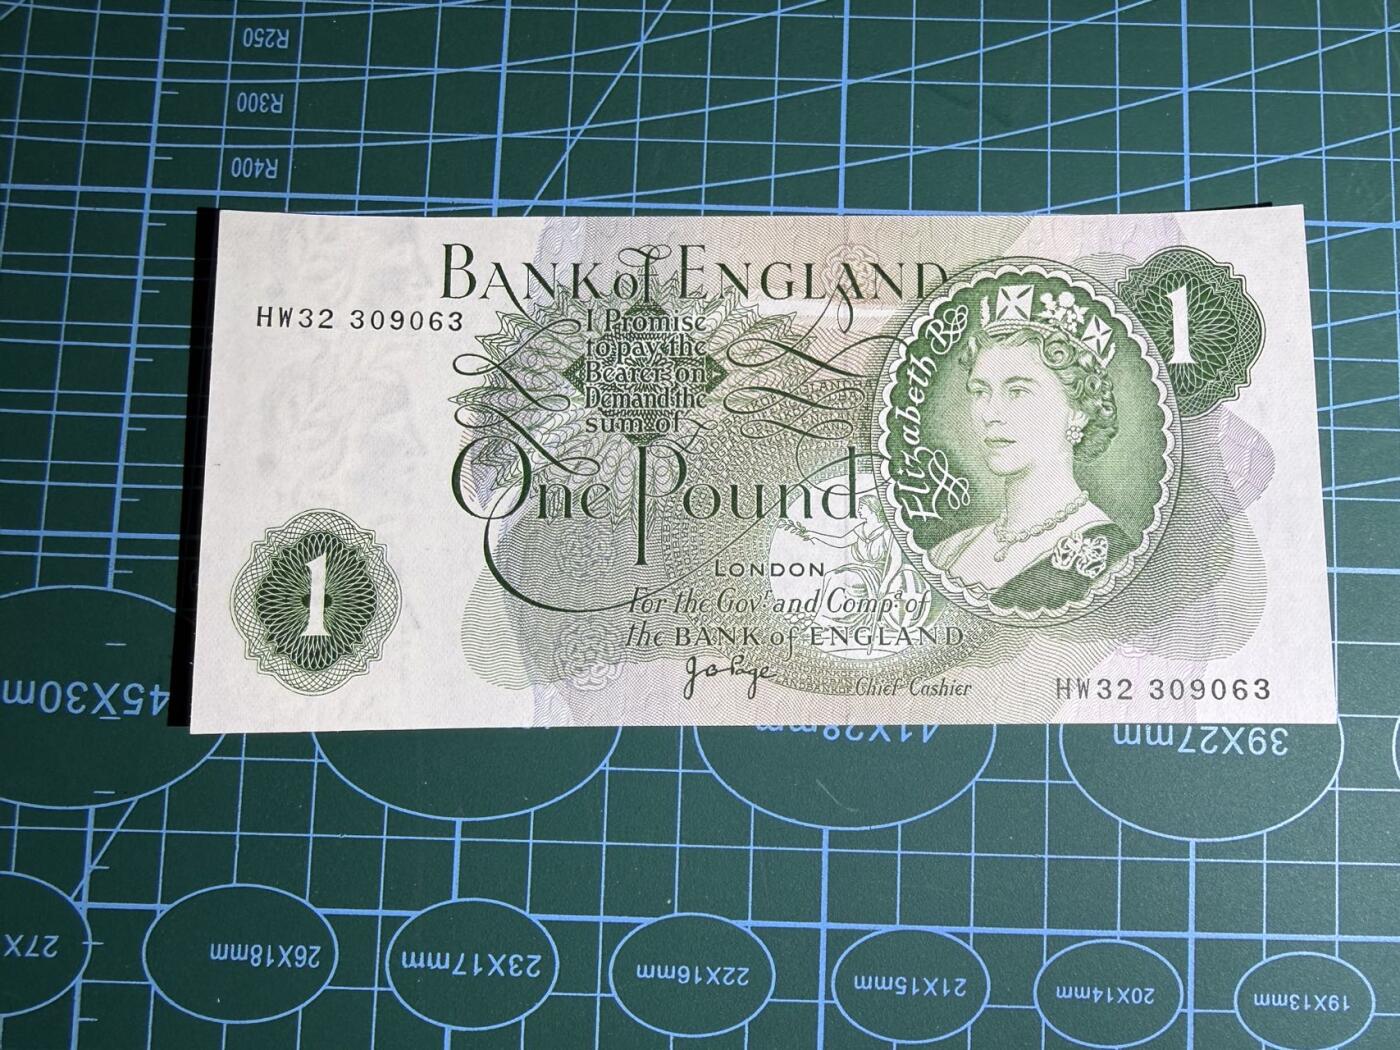 R250
R300
R400
BANK of ENGLAND
HW32 309063
I Promise
to pay the
Bearer on
Demand the
sum of
One Pound
LONDON
For the Govr. and Compa. of
the BANK of ENGLAND
Chief Cashier
HW32 309063
Elizabeth R
1
1
45X30m
41X28mm
39X27mm
27X
26X18mm
23X17mm
22X16mm
21X15mm
20X14mm
19X13mm